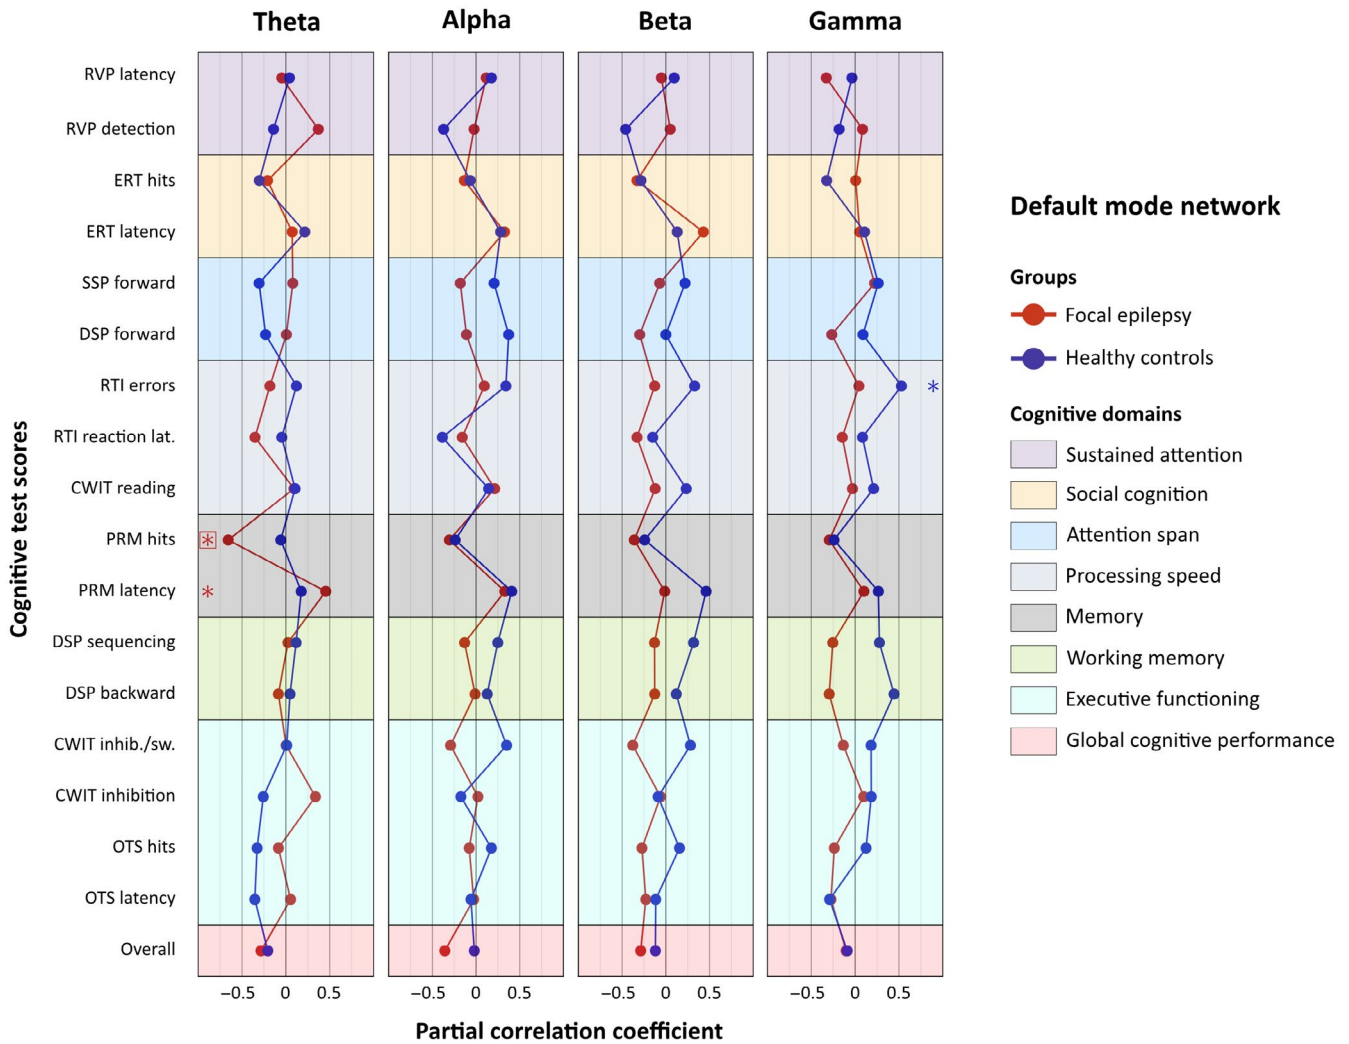 Theta Alpha Beta Gamma
RVP latency
RVP detection
ERT hits
ERT latency
SSP forward
DSP forward
RTI errors *
RTI reaction lat.
CWIT reading
PRM hits *
PRM latency *
DSP sequencing
DSP backward
CWIT inhib./sw.
CWIT inhibition
OTS hits
OTS latency
Overall
Cognitive test scores
−0.5 0 0.5 −0.5 0 0.5 −0.5 0 0.5 −0.5 0 0.5
Partial correlation coefficient
Default mode network
Groups
Focal epilepsy
Healthy controls
Cognitive domains
Sustained attention
Social cognition
Attention span
Processing speed
Memory
Working memory
Executive functioning
Global cognitive performance